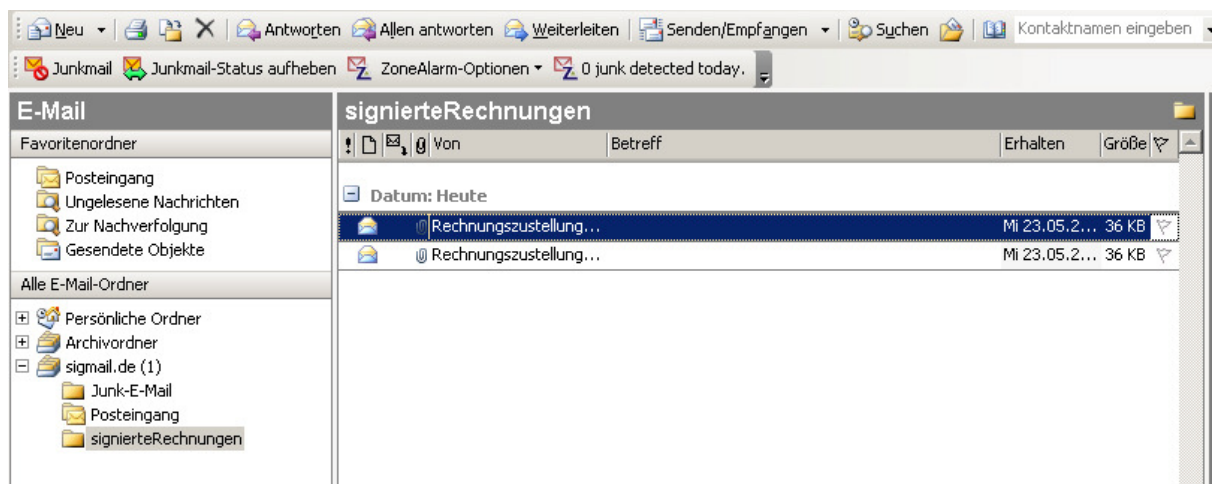 Neu Antworten Allen antworten Weiterleiten Senden/Empfangen Suchen Kontaktnamen eingeben
Junkmail Junkmail-Status aufheben ZoneAlarm-Optionen 0 junk detected today.
E-Mail
Favoritenordner
Posteingang
Ungelesene Nachrichten
Zur Nachverfolgung
Gesendete Objekte
Alle E-Mail-Ordner
Persönliche Ordner
Archivordner
sigmail.de (1)
Junk-E-Mail
Posteingang
signierteRechnungen
signierteRechnungen
Von Betreff Erhalten Größe
Datum: Heute
Rechnungszustellung... Mi 23.05.2... 36 KB
Rechnungszustellung... Mi 23.05.2... 36 KB